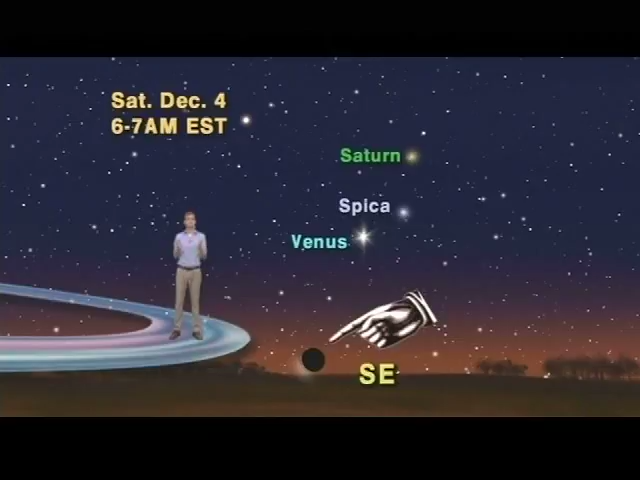 Sat. Dec. 4
6-7AM EST
Saturn
Spica
Venus
SE